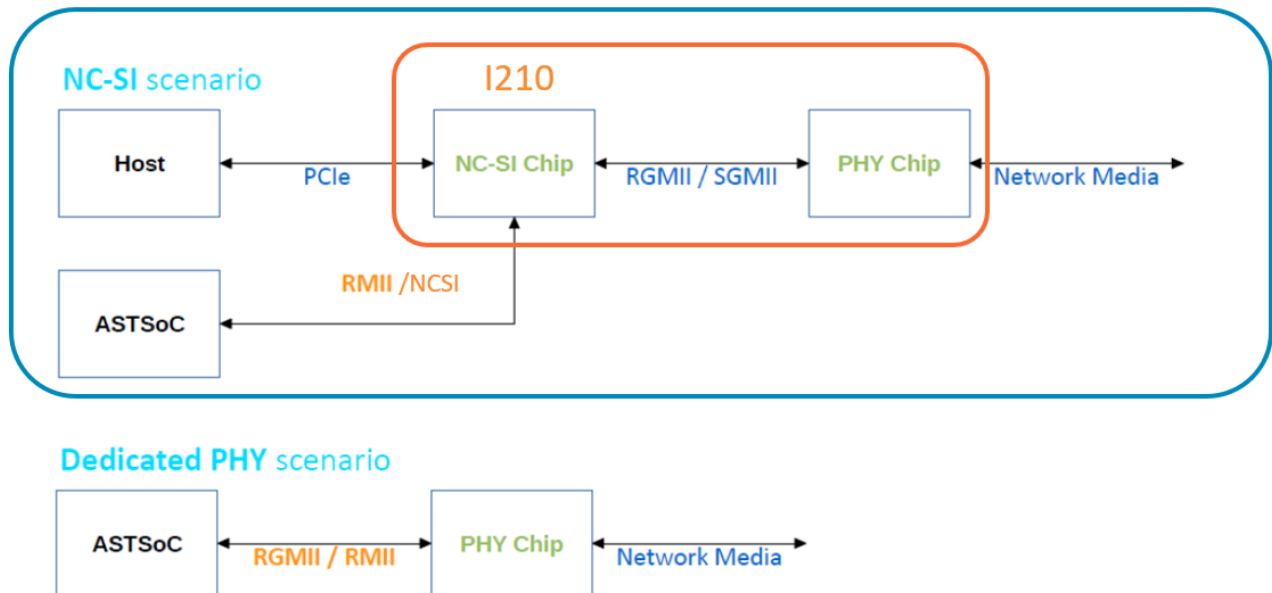 NC-SI scenario
I210
Host
PCIe
NC-SI Chip
RGMII / SGMII
PHY Chip
Network Media
RMII /NCSI
ASTSoC
Dedicated PHY scenario
ASTSoC
RGMII / RMII
PHY Chip
Network Media